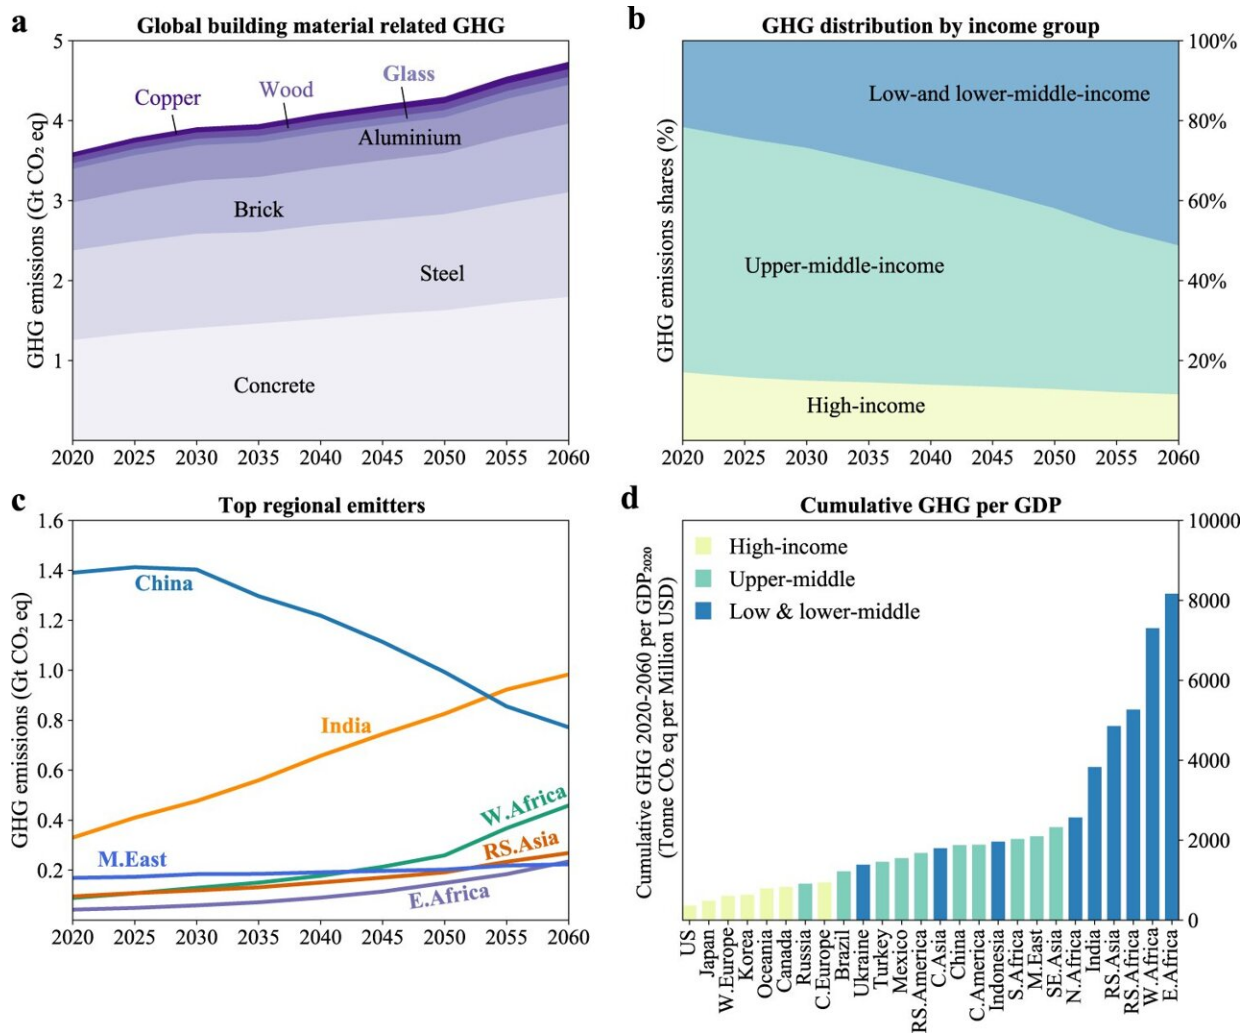 a
Global building material related GHG
GHG emissions (Gt CO₂ eq)
5
4
3
2
1
Copper
Wood
Glass
Aluminium
Brick
Steel
Concrete
2020 2025 2030 2035 2040 2045 2050 2055 2060
b
GHG distribution by income group
GHG emissions shares (%)
Low-and lower-middle-income
Upper-middle-income
High-income
100%
80%
60%
40%
20%
2020 2025 2030 2035 2040 2045 2050 2055 2060
c
Top regional emitters
GHG emissions (Gt CO₂ eq)
1.6
1.4
1.2
1.0
0.8
0.6
0.4
0.2
China
India
W.Africa
M.East
RS.Asia
E.Africa
2020 2025 2030 2035 2040 2045 2050 2055 2060
d
Cumulative GHG per GDP
Cumulative GHG 2020-2060 per GDP₂₀₂₀
(Tonne CO₂ eq per Million USD)
High-income
Upper-middle
Low & lower-middle
10000
8000
6000
4000
2000
0
US
Japan
W.Europe
Korea
Oceania
Canada
Russia
C.Europe
Brazil
Ukraine
Turkey
Mexico
RS.America
C.Asia
China
C.America
Indonesia
S.Africa
M.East
SE.Asia
N.Africa
India
RS.Asia
RS.Africa
W.Africa
E.Africa